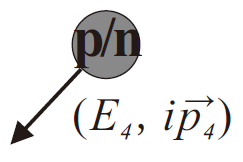 p/n
(E₄, ip⃗₄)